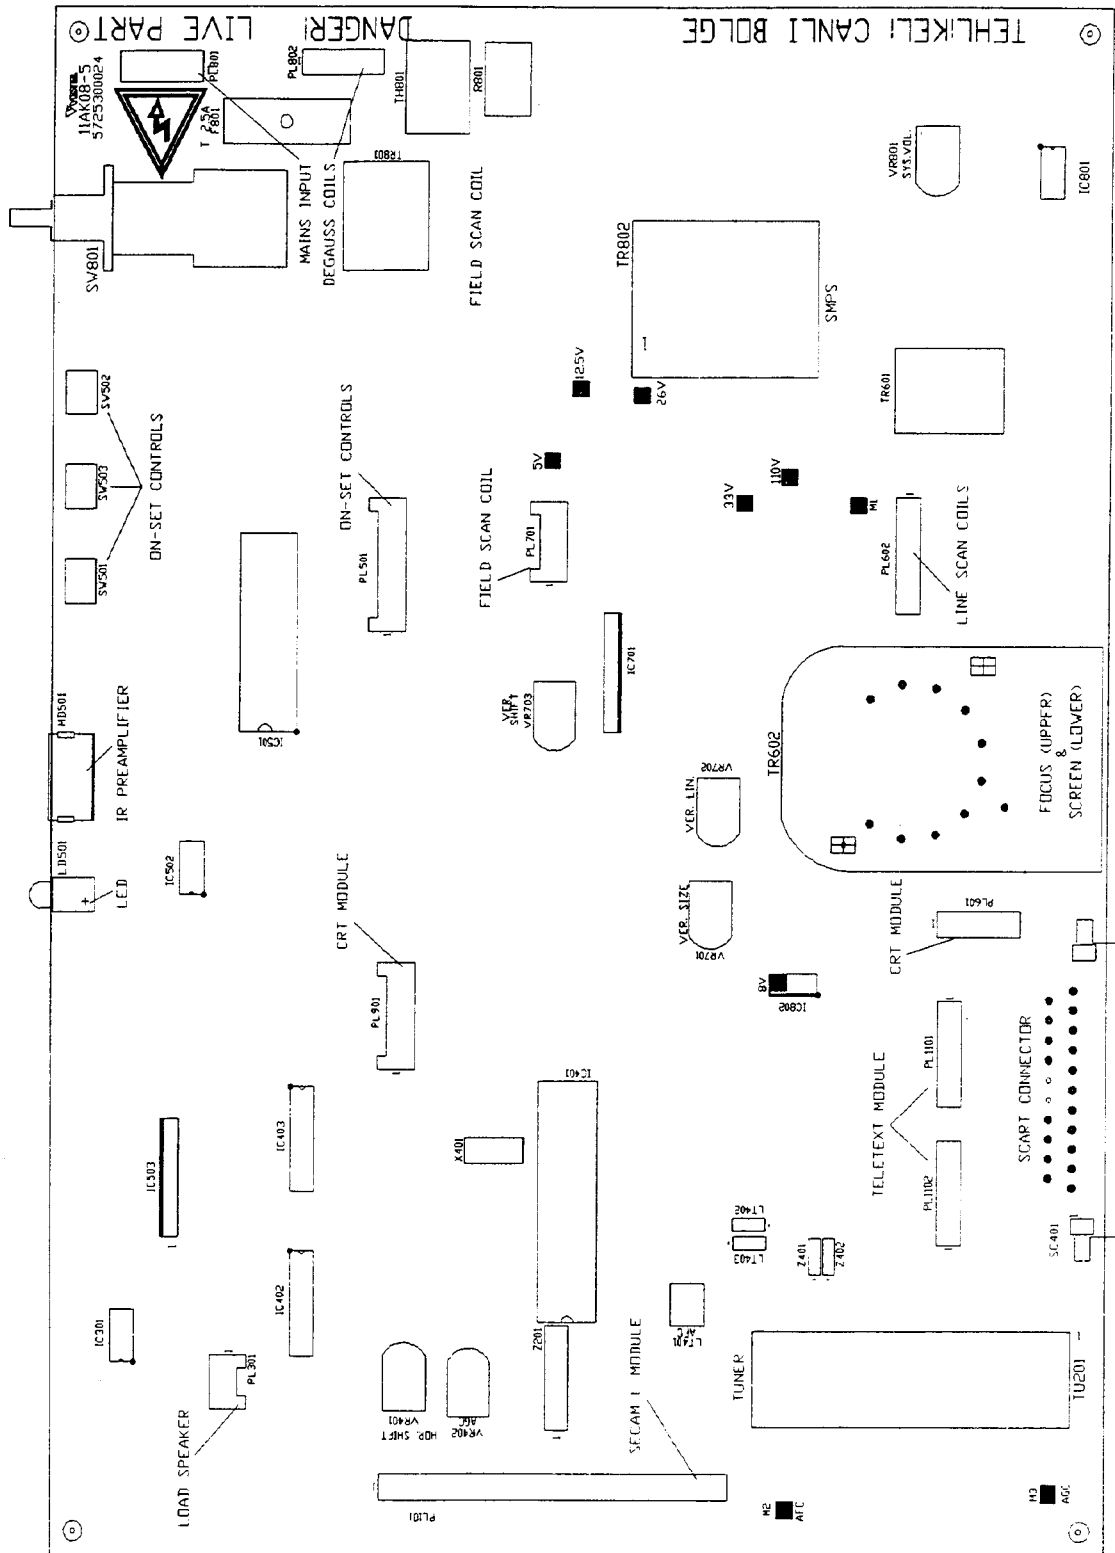 DANGER! LIVE PART
TEHLİKELİ CANLI BÖLGE
VESTEL
11AK08-5
5725300024
PL801
PL802
T 2.5A
F801
TH801
R801
TR803
SW801
MAINS INPUT
DEGAUSS COILS
FIELD SCAN COIL
VR801
SYS.VOL.
IC801
TR802
SMPS
SW502
SW503
SW501
ON-SET CONTROLS
ON-SET CONTROLS
PL501
12.5V
26V
5V
TR601
FIELD SCAN COIL
PL701
33V
110V
M1
PL602
LINE SCAN COILS
IC501
MD501
IR PREAMPLIFIER
VER.
SHIFT
VR703
IC701
TR602
FOCUS (UPPER)
&
SCREEN (LOWER)
VR702
VER. LIN.
LD501
LED
+
IC502
CRT MODULE
PL901
VER. SIZE
VR701
8V
IC802
CRT MODULE
PL601
IC503
IC403
X401
IC401
TELETEXT MODULE
PL1101
PL1102
SCART CONNECTOR
SC401
LT402
LT403
Z401
Z402
IC301
IC402
PL301
LOAD SPEAKER
VR401
HOR. SHIFT
VR402
AGC
Z201
LT401
AFC
SECAM L MODULE
PL101
TUNER
TU201
M2
AFC
M3
AGC